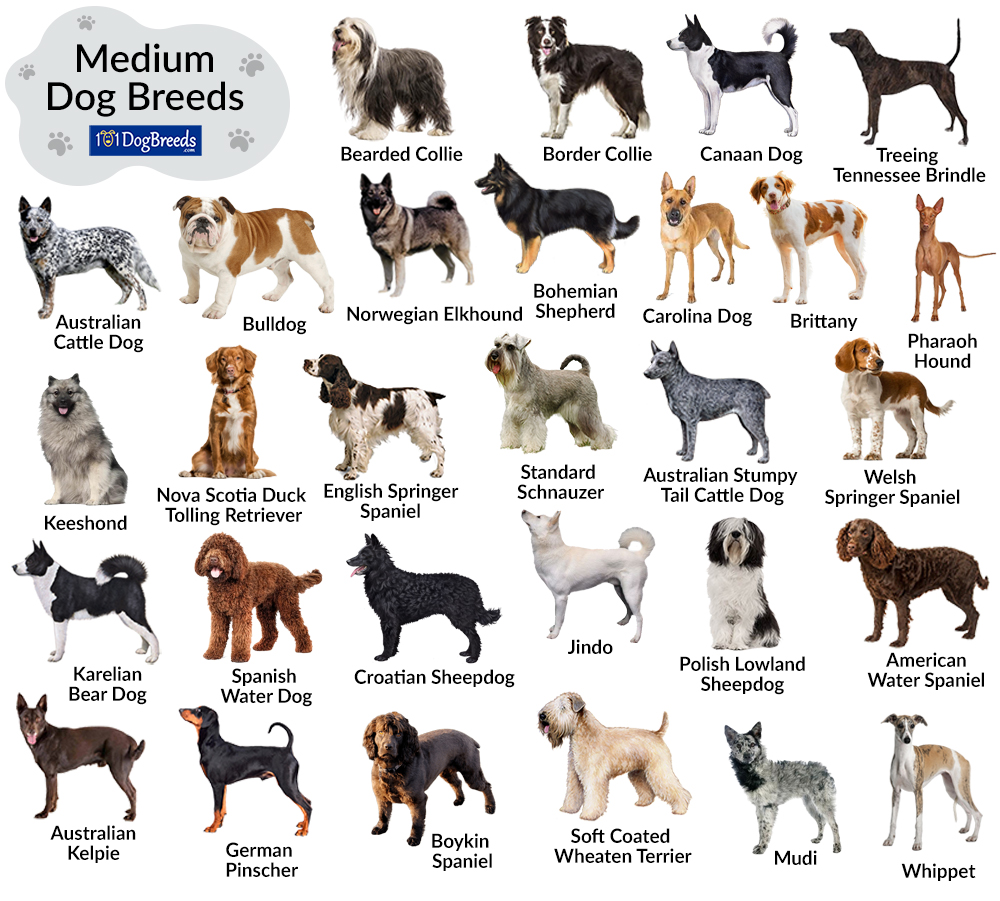 Medium
Dog Breeds
101DogBreeds
.com
Bearded Collie
Border Collie
Canaan Dog
Treeing
Tennessee Brindle
Australian
Cattle Dog
Bulldog
Norwegian Elkhound
Bohemian
Shepherd
Carolina Dog
Brittany
Pharaoh
Hound
Keeshond
Nova Scotia Duck
Tolling Retriever
English Springer
Spaniel
Standard
Schnauzer
Australian Stumpy
Tail Cattle Dog
Welsh
Springer Spaniel
Karelian
Bear Dog
Spanish
Water Dog
Croatian Sheepdog
Jindo
Polish Lowland
Sheepdog
American
Water Spaniel
Australian
Kelpie
German
Pinscher
Boykin
Spaniel
Soft Coated
Wheaten Terrier
Mudi
Whippet